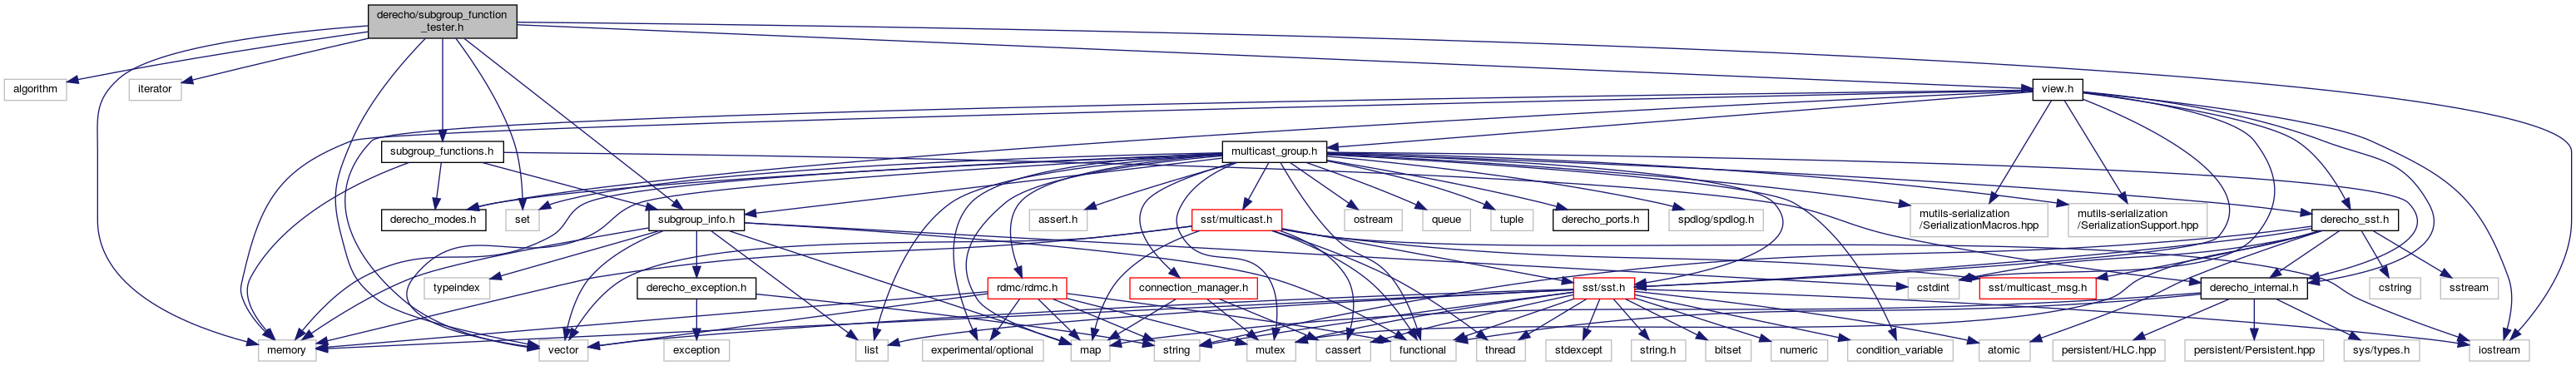 derecho/subgroup_function
_tester.h
algorithm
iterator
view.h
subgroup_functions.h
multicast_group.h
derecho_modes.h
set
subgroup_info.h
assert.h
sst/multicast.h
ostream
queue
tuple
derecho_ports.h
spdlog/spdlog.h
mutils-serialization
/SerializationMacros.hpp
mutils-serialization
/SerializationSupport.hpp
derecho_sst.h
typeindex
derecho_exception.h
rdmc/rdmc.h
connection_manager.h
sst/sst.h
cstdint
sst/multicast_msg.h
derecho_internal.h
cstring
sstream
memory
vector
exception
string
list
experimental/optional
map
mutex
cassert
functional
thread
stdexcept
string.h
bitset
numeric
condition_variable
atomic
persistent/HLC.hpp
persistent/Persistent.hpp
sys/types.h
iostream